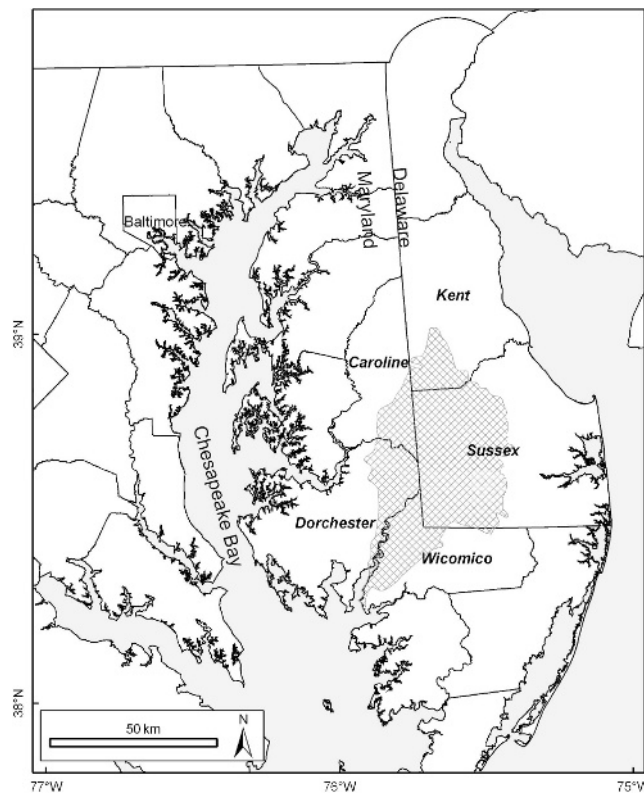 Baltimore
Maryland
Delaware
Kent
39°N
Caroline
Sussex
Chesapeake Bay
Dorchester
Wicomico
38°N
50 km
N
77°W
76°W
75°W